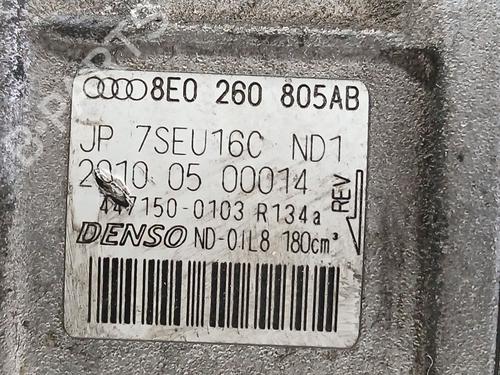 8E0 260 805AB
JP 7SEU16C ND1
2010 05 00014
447150-0103 R134a
REV
DENSO ND-OIL8 180cm³